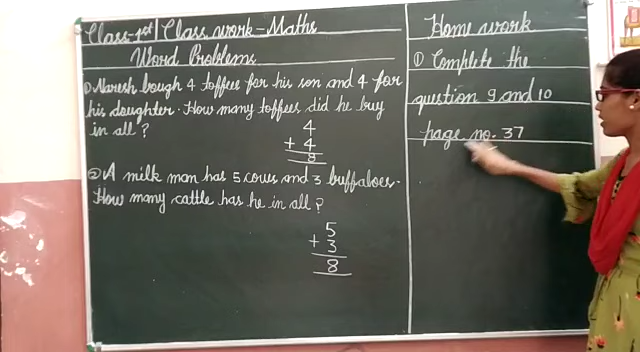 Class-1st | Class work - Maths
Word Problems
① Naresh bough 4 toffees for his son and 4 for
his daughter. How many toffees did he buy
in all ?
4
+ 4
8
② A milk man has 5 cows and 3 buffaloes.
How many cattle has he in all ?
5
+ 3
8
Home work
① Complete the
question 9 and 10
page no. 37